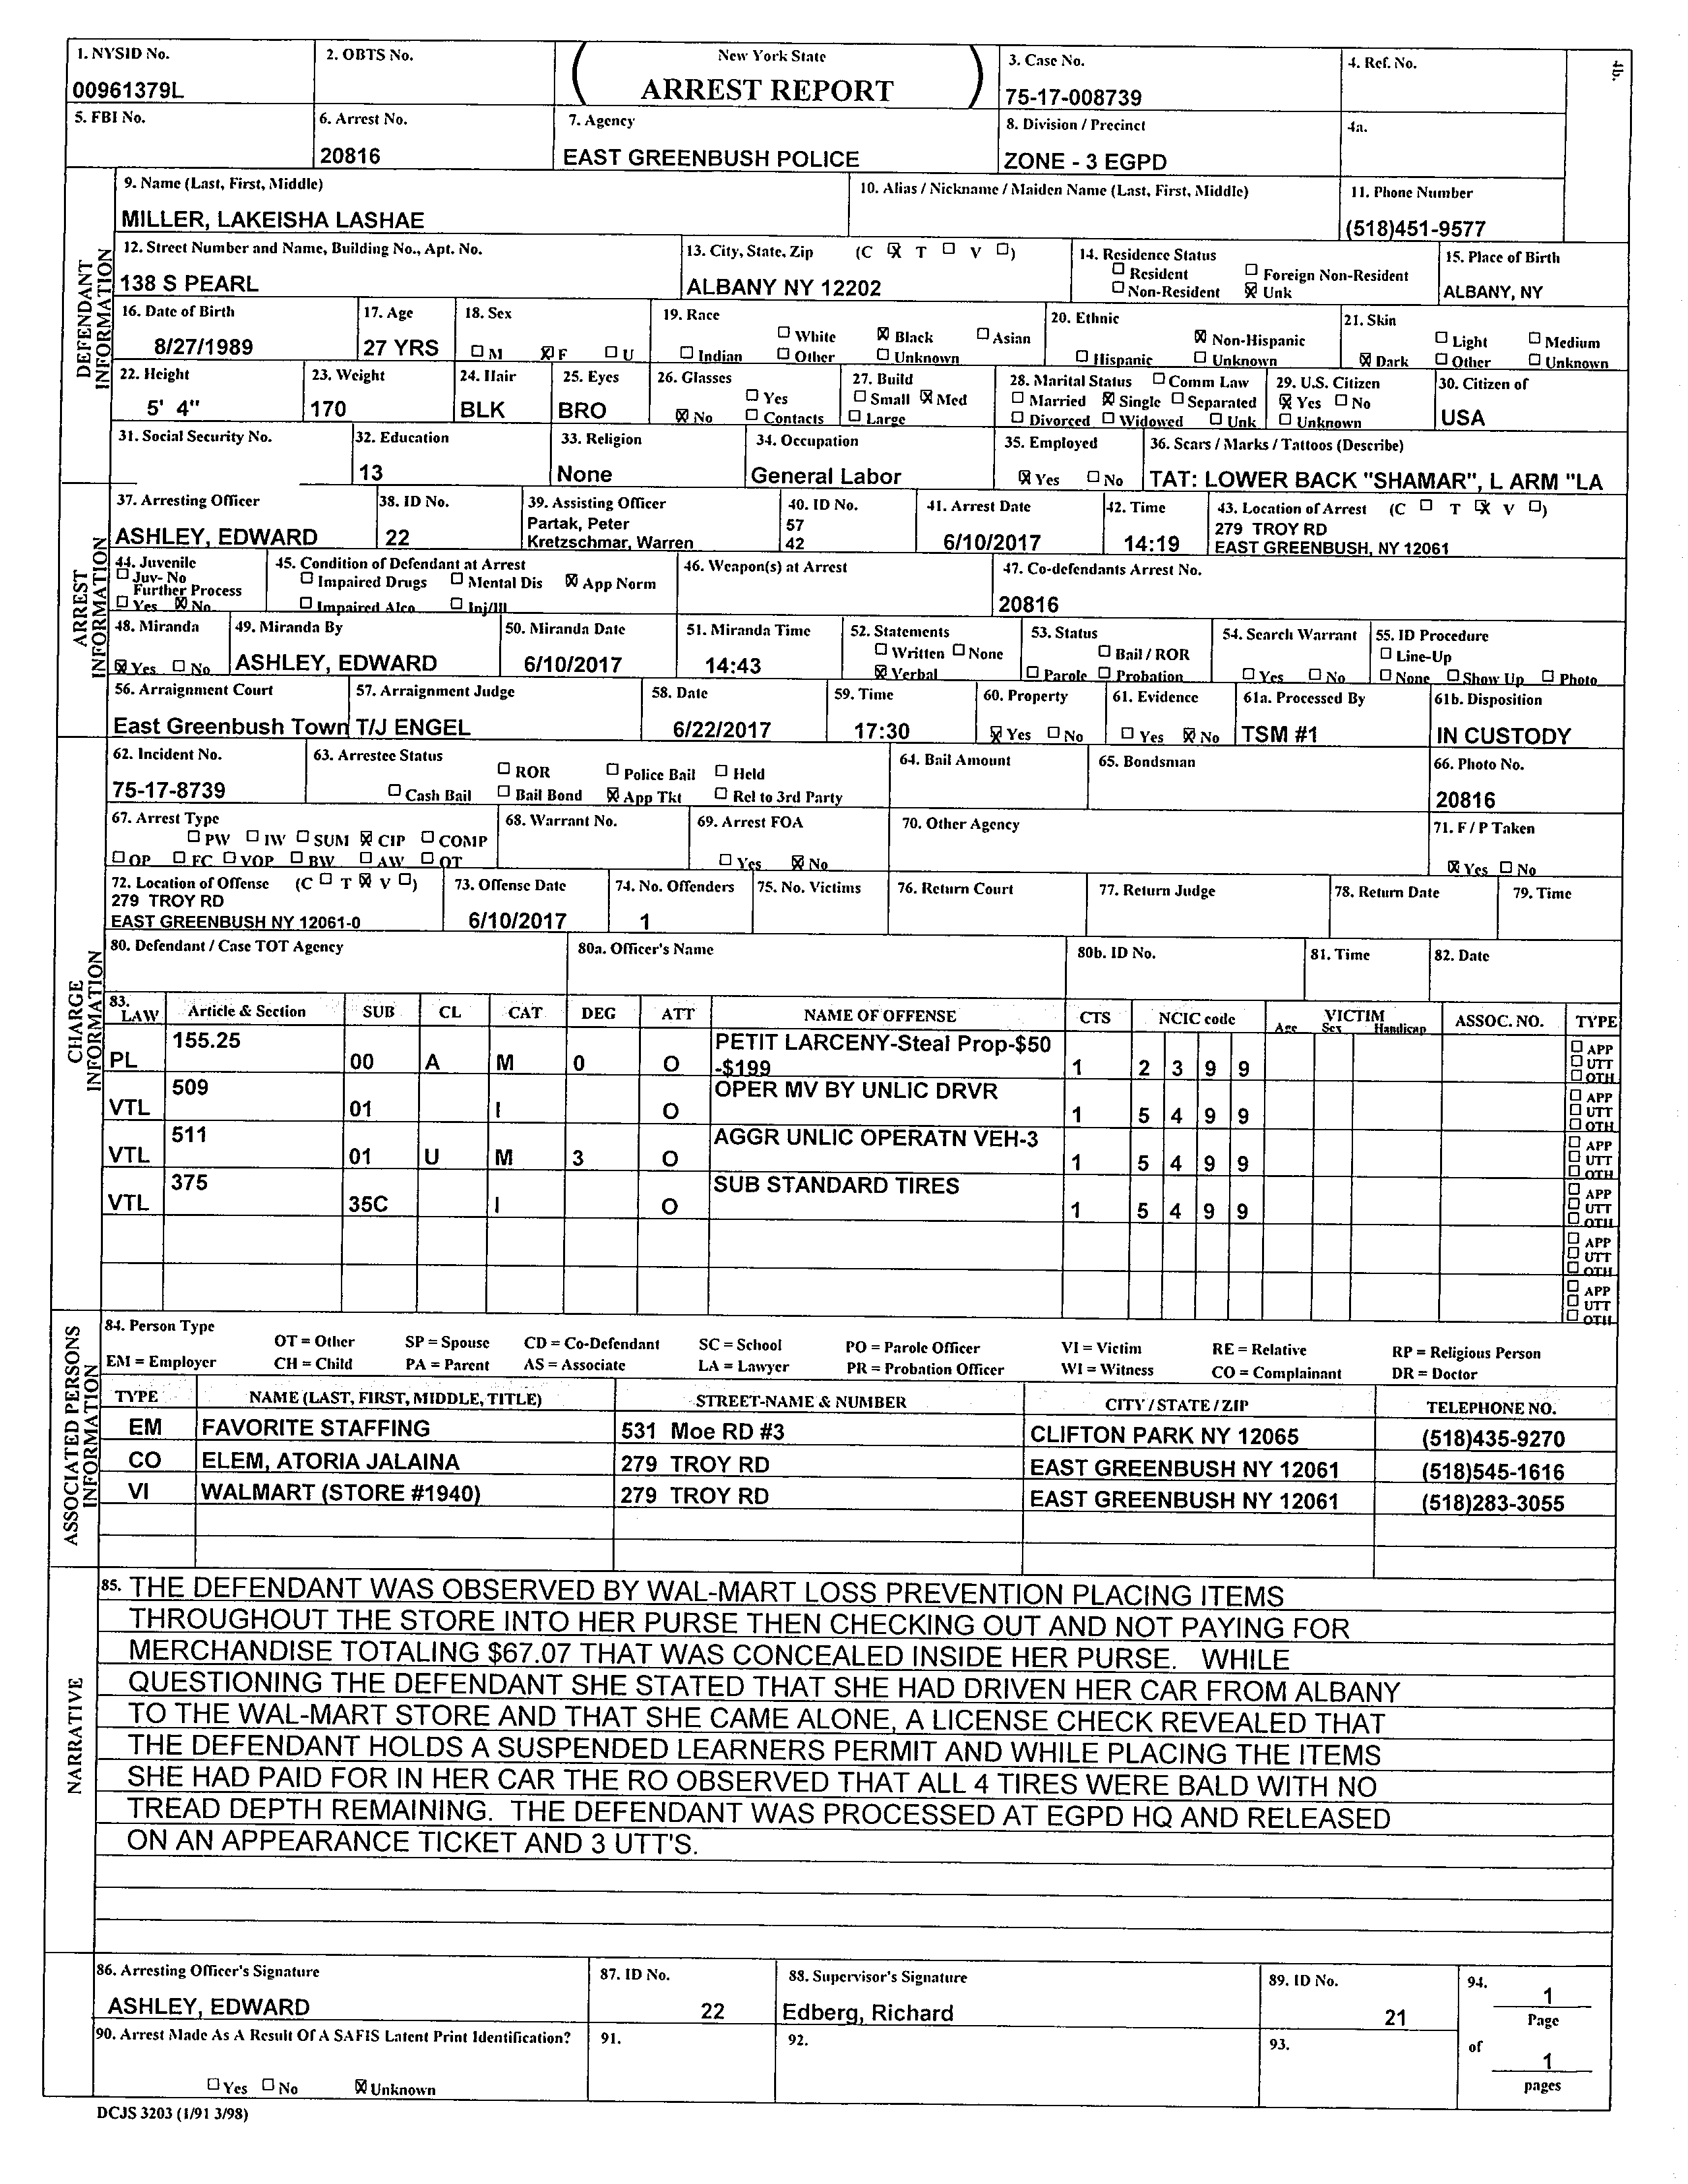 New York State
ARREST REPORT
1. NYSID No. 00961379L
2. OBTS No.
3. Case No. 75-17-008739
4. Ref. No.
4b.
5. FBI No.
6. Arrest No. 20816
7. Agency EAST GREENBUSH POLICE
8. Division / Precinct ZONE - 3 EGPD
4a.
DEFENDANT INFORMATION
9. Name (Last, First, Middle) MILLER, LAKEISHA LASHAE
10. Alias / Nickname / Maiden Name (Last, First, Middle)
11. Phone Number (518)451-9577
12. Street Number and Name, Building No., Apt. No. 138 S PEARL
13. City, State, Zip (C ☒ T ☐ V ☐) ALBANY NY 12202
14. Residence Status ☐ Resident ☐ Foreign Non-Resident ☐ Non-Resident ☒ Unk
15. Place of Birth ALBANY, NY
16. Date of Birth 8/27/1989
17. Age 27 YRS
18. Sex ☐ M ☒ F ☐ U
19. Race ☐ White ☒ Black ☐ Asian ☐ Indian ☐ Other ☐ Unknown
20. Ethnic ☒ Non-Hispanic ☐ Hispanic ☐ Unknown
21. Skin ☐ Light ☐ Medium ☒ Dark ☐ Other ☐ Unknown
22. Height 5' 4"
23. Weight 170
24. Hair BLK
25. Eyes BRO
26. Glasses ☐ Yes ☒ No ☐ Contacts
27. Build ☐ Small ☒ Med ☐ Large
28. Marital Status ☐ Comm Law ☐ Married ☒ Single ☐ Separated ☐ Divorced ☐ Widowed ☐ Unk
29. U.S. Citizen ☒ Yes ☐ No ☐ Unknown
30. Citizen of USA
31. Social Security No.
32. Education 13
33. Religion None
34. Occupation General Labor
35. Employed ☒ Yes ☐ No
36. Scars / Marks / Tattoos (Describe) TAT: LOWER BACK "SHAMAR", L ARM "LA
ARREST INFORMATION
37. Arresting Officer ASHLEY, EDWARD
38. ID No. 22
39. Assisting Officer Partak, Peter
Kretzschmar, Warren
40. ID No. 57
42
41. Arrest Date 6/10/2017
42. Time 14:19
43. Location of Arrest (C ☐ T ☒ V ☐) 279 TROY RD
EAST GREENBUSH, NY 12061
44. Juvenile ☐ Juv- No Further Process ☐ Yes ☒ No
45. Condition of Defendant at Arrest ☐ Impaired Drugs ☐ Mental Dis ☒ App Norm ☐ Impaired Alco ☐ Inj/Ill
46. Weapon(s) at Arrest
47. Co-defendants Arrest No. 20816
48. Miranda ☒ Yes ☐ No
49. Miranda By ASHLEY, EDWARD
50. Miranda Date 6/10/2017
51. Miranda Time 14:43
52. Statements ☐ Written ☐ None ☒ Verbal
53. Status ☐ Bail / ROR ☐ Parole ☐ Probation
54. Search Warrant ☐ Yes ☐ No
55. ID Procedure ☐ Line-Up ☐ None ☐ Show Up ☐ Photo
56. Arraignment Court East Greenbush Town
57. Arraignment Judge T/J ENGEL
58. Date 6/22/2017
59. Time 17:30
60. Property ☒ Yes ☐ No
61. Evidence ☐ Yes ☒ No
61a. Processed By TSM #1
61b. Disposition IN CUSTODY
62. Incident No. 75-17-8739
63. Arrestee Status ☐ ROR ☐ Police Bail ☐ Held ☐ Cash Bail ☐ Bail Bond ☒ App Tkt ☐ Rel to 3rd Party
64. Bail Amount
65. Bondsman
66. Photo No. 20816
67. Arrest Type ☐ PW ☐ IW ☐ SUM ☒ CIP ☐ COMP ☐ OP ☐ FC ☐ VOP ☐ BW ☐ AW ☐ OT
68. Warrant No.
69. Arrest FOA ☐ Yes ☒ No
70. Other Agency
71. F / P Taken ☒ Yes ☐ No
CHARGE INFORMATION
72. Location of Offense (C ☐ T ☒ V ☐) 279 TROY RD
EAST GREENBUSH NY 12061-0
73. Offense Date 6/10/2017
74. No. Offenders 1
75. No. Victims
76. Return Court
77. Return Judge
78. Return Date
79. Time
80. Defendant / Case TOT Agency
80a. Officer's Name
80b. ID No.
81. Time
82. Date
83. LAW Article & Section SUB CL CAT DEG ATT NAME OF OFFENSE CTS NCIC code VICTIM Age Sex Handicap ASSOC. NO. TYPE
PL 155.25 00 A M 0 O PETIT LARCENY-Steal Prop-$50 -$199 1 2 3 9 9 ☐ APP ☐ UTT ☐ OTH
VTL 509 01 I O OPER MV BY UNLIC DRVR 1 5 4 9 9 ☐ APP ☐ UTT ☐ OTH
VTL 511 01 U M 3 O AGGR UNLIC OPERATN VEH-3 1 5 4 9 9 ☐ APP ☐ UTT ☐ OTH
VTL 375 35C I O SUB STANDARD TIRES 1 5 4 9 9 ☐ APP ☐ UTT ☐ OTH
☐ APP ☐ UTT ☐ OTH
☐ APP ☐ UTT ☐ OTH
ASSOCIATED PERSONS INFORMATION
84. Person Type
OT = Other SP = Spouse CD = Co-Defendant SC = School PO = Parole Officer VI = Victim RE = Relative RP = Religious Person
EM = Employer CH = Child PA = Parent AS = Associate LA = Lawyer PR = Probation Officer WI = Witness CO = Complainant DR = Doctor
TYPE NAME (LAST, FIRST, MIDDLE, TITLE) STREET-NAME & NUMBER CITY / STATE / ZIP TELEPHONE NO.
EM FAVORITE STAFFING 531 Moe RD #3 CLIFTON PARK NY 12065 (518)435-9270
CO ELEM, ATORIA JALAINA 279 TROY RD EAST GREENBUSH NY 12061 (518)545-1616
VI WALMART (STORE #1940) 279 TROY RD EAST GREENBUSH NY 12061 (518)283-3055
NARRATIVE
85. THE DEFENDANT WAS OBSERVED BY WAL-MART LOSS PREVENTION PLACING ITEMS
THROUGHOUT THE STORE INTO HER PURSE THEN CHECKING OUT AND NOT PAYING FOR
MERCHANDISE TOTALING $67.07 THAT WAS CONCEALED INSIDE HER PURSE. WHILE
QUESTIONING THE DEFENDANT SHE STATED THAT SHE HAD DRIVEN HER CAR FROM ALBANY
TO THE WAL-MART STORE AND THAT SHE CAME ALONE, A LICENSE CHECK REVEALED THAT
THE DEFENDANT HOLDS A SUSPENDED LEARNERS PERMIT AND WHILE PLACING THE ITEMS
SHE HAD PAID FOR IN HER CAR THE RO OBSERVED THAT ALL 4 TIRES WERE BALD WITH NO
TREAD DEPTH REMAINING. THE DEFENDANT WAS PROCESSED AT EGPD HQ AND RELEASED
ON AN APPEARANCE TICKET AND 3 UTT'S.
86. Arresting Officer's Signature ASHLEY, EDWARD
87. ID No. 22
88. Supervisor's Signature Edberg, Richard
89. ID No. 21
94. 1 Page of 1 pages
90. Arrest Made As A Result Of A SAFIS Latent Print Identification? ☐ Yes ☐ No ☒ Unknown
91.
92.
93.
DCJS 3203 (1/91 3/98)